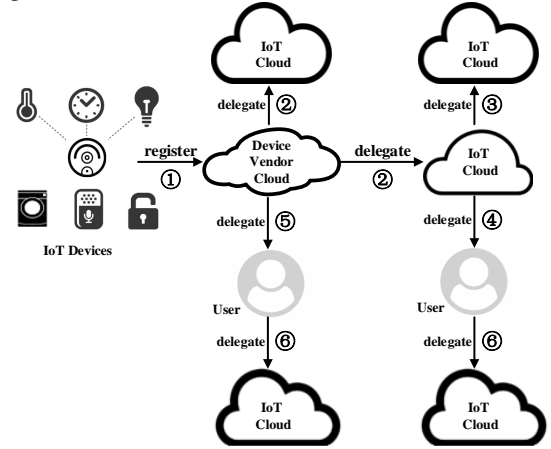 IoT
Cloud
IoT
Cloud
delegate ②
delegate ③
register
①
Device
Vendor
Cloud
delegate
②
IoT
Cloud
IoT Devices
delegate ⑤
delegate ④
User
User
delegate ⑥
delegate ⑥
IoT
Cloud
IoT
Cloud